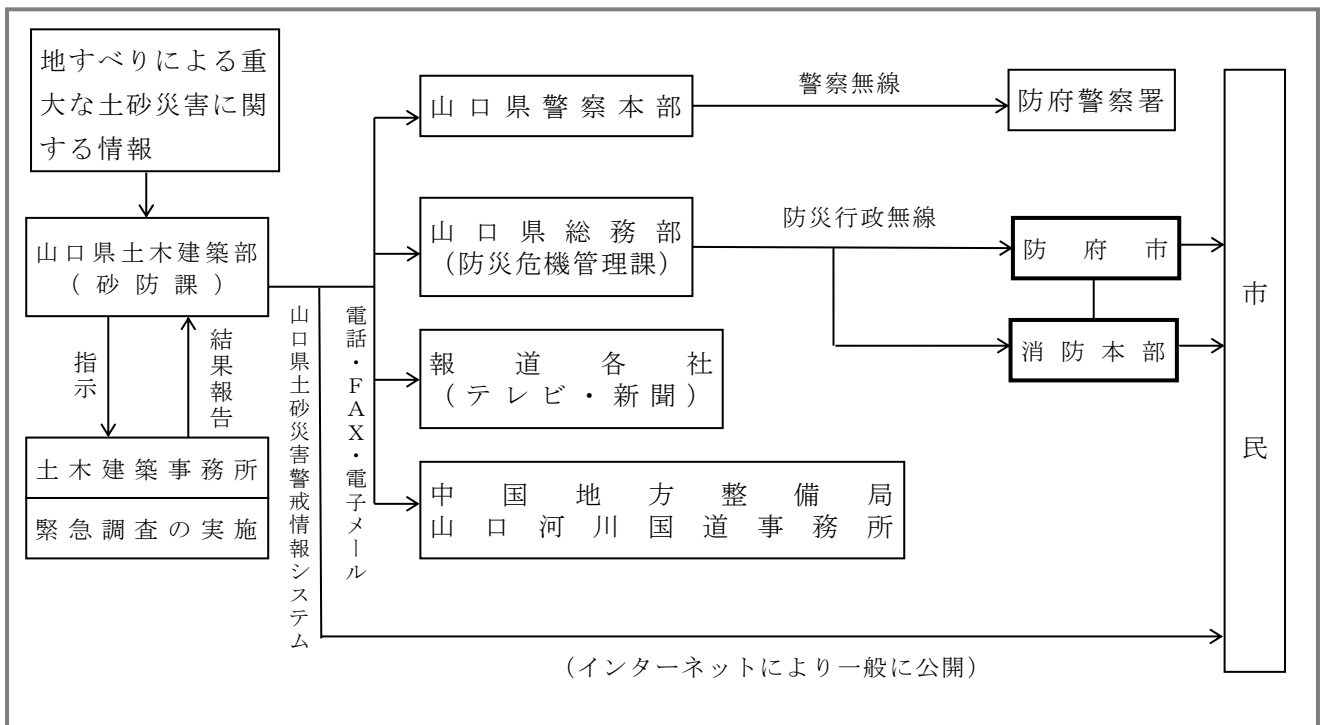 地すべりによる重
大な土砂災害に関
する情報
山口県土木建築部
（砂防課）
指示
結果報告
土木建築事務所
緊急調査の実施
山口県土砂災害警戒情報システム
電話・FAX・電子メール
山口県警察本部
警察無線
防府警察署
山口県総務部
（防災危機管理課）
防災行政無線
防府市
消防本部
報道各社
（テレビ・新聞）
中国地方整備局
山口河川国道事務所
（インターネットにより一般に公開）
市民